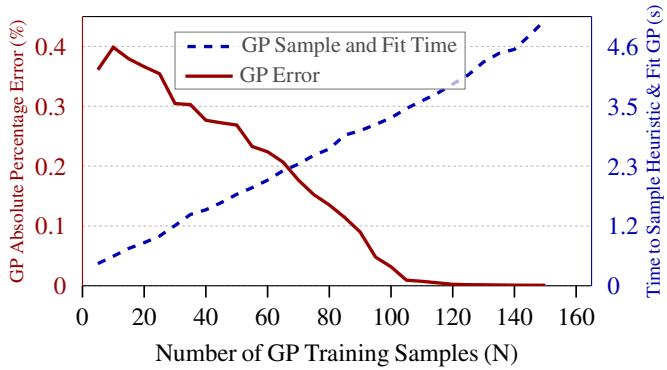 GP Absolute Percentage Error (%)
0.4
0.3
0.2
0.1
0
GP Sample and Fit Time
GP Error
4.6
3.5
2.3
1.2
0
Time to Sample Heuristic & Fit GP (s)
0 20 40 60 80 100 120 140 160
Number of GP Training Samples (N)